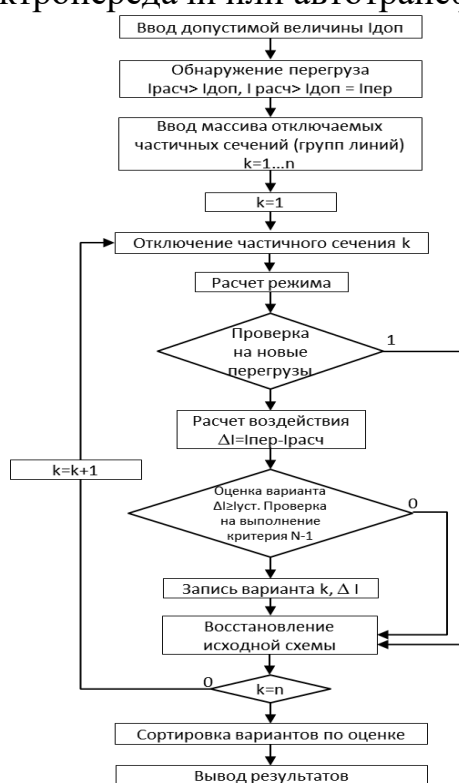 Ввод допустимой величины Iдоп
Обнаружение перегруза
Iрасч> Iдоп, I расч> Iдоп = Iпер
Ввод массива отключаемых
частичных сечений (групп линий)
k=1...n
k=1
Отключение частичного сечения k
Расчет режима
Проверка
на новые
перегрузы
1
Расчет воздействия
ΔI=Iпер-Iрасч
k=k+1
Оценка варианта
ΔI≥Iуст. Проверка
на выполнение
критерия N-1
0
Запись варианта k, Δ I
Восстановление
исходной схемы
0
k=n
Сортировка вариантов по оценке
Вывод результатов